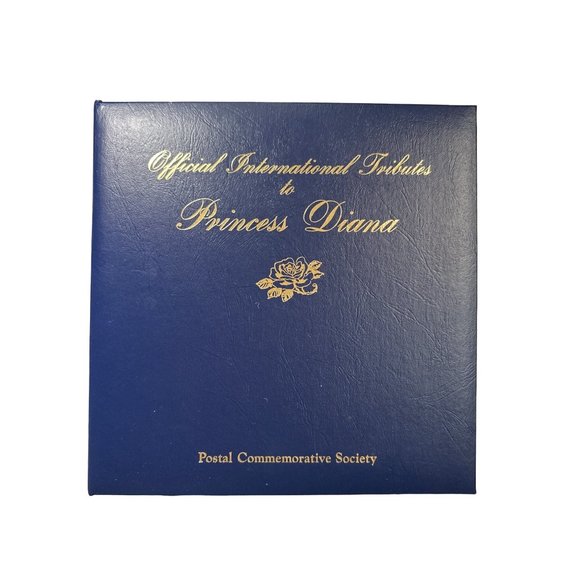 Official International Tributes
to
Princess Diana
Postal Commemorative Society